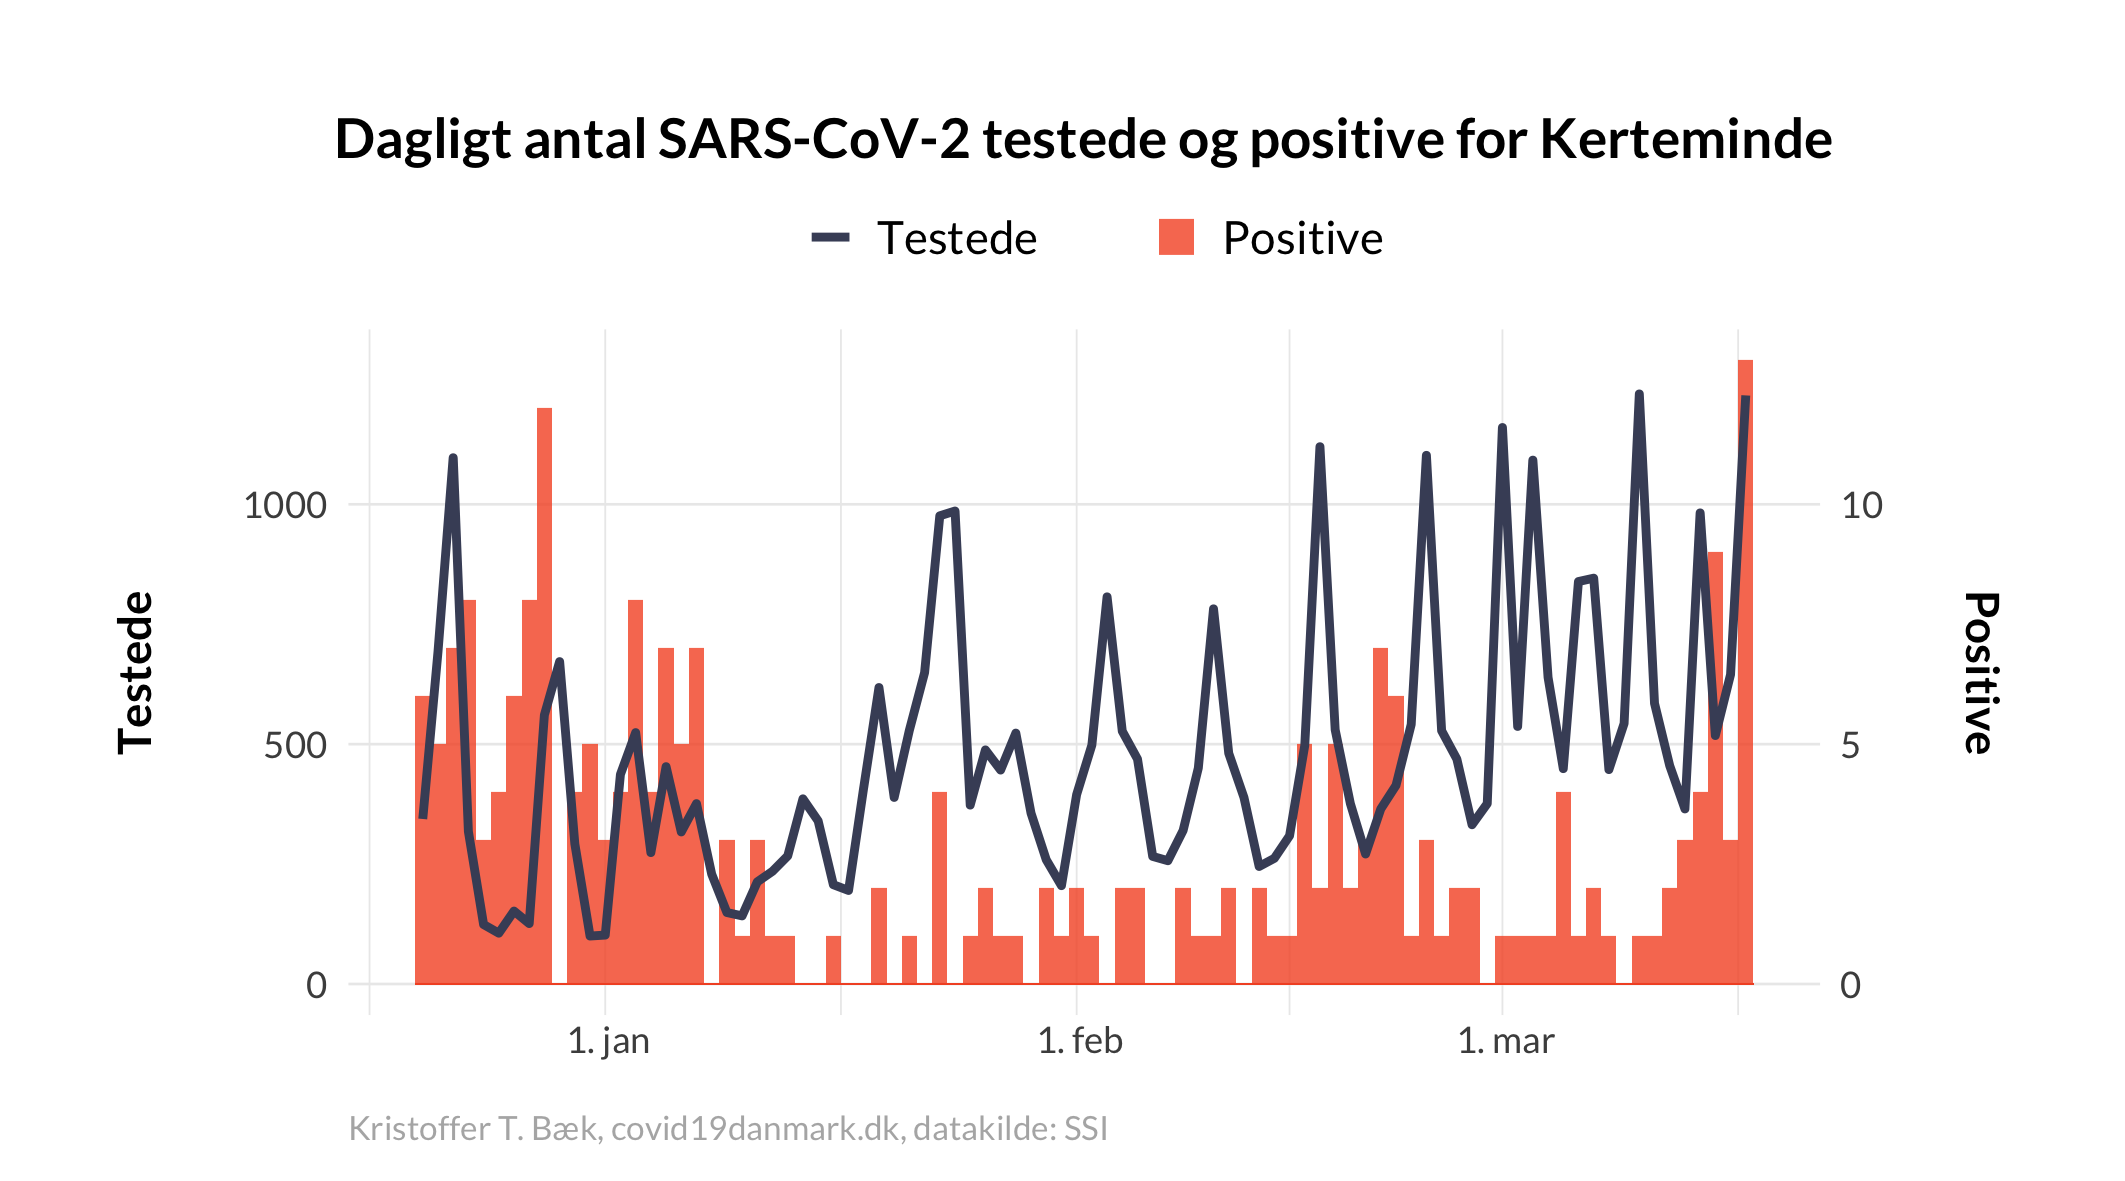 Dagligt antal SARS-CoV-2 testede og positive for Kerteminde
Testede
Positive
Testede
1000
500
0
10
5
0
Positive
1. jan
1. feb
1. mar
Kristoffer T. Bæk, covid19danmark.dk, datakilde: SSI